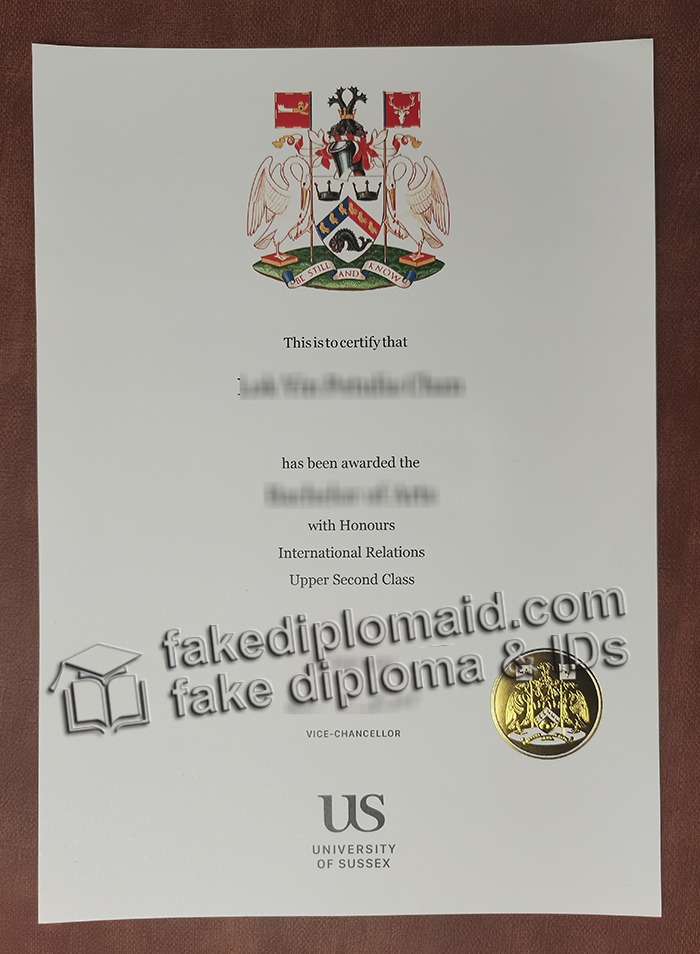 BE STILL AND KNOW
This is to certify that
has been awarded the
with Honours
International Relations
Upper Second Class
fakediplomaid.com
fake diploma & IDs
VICE-CHANCELLOR
US
UNIVERSITY
OF SUSSEX